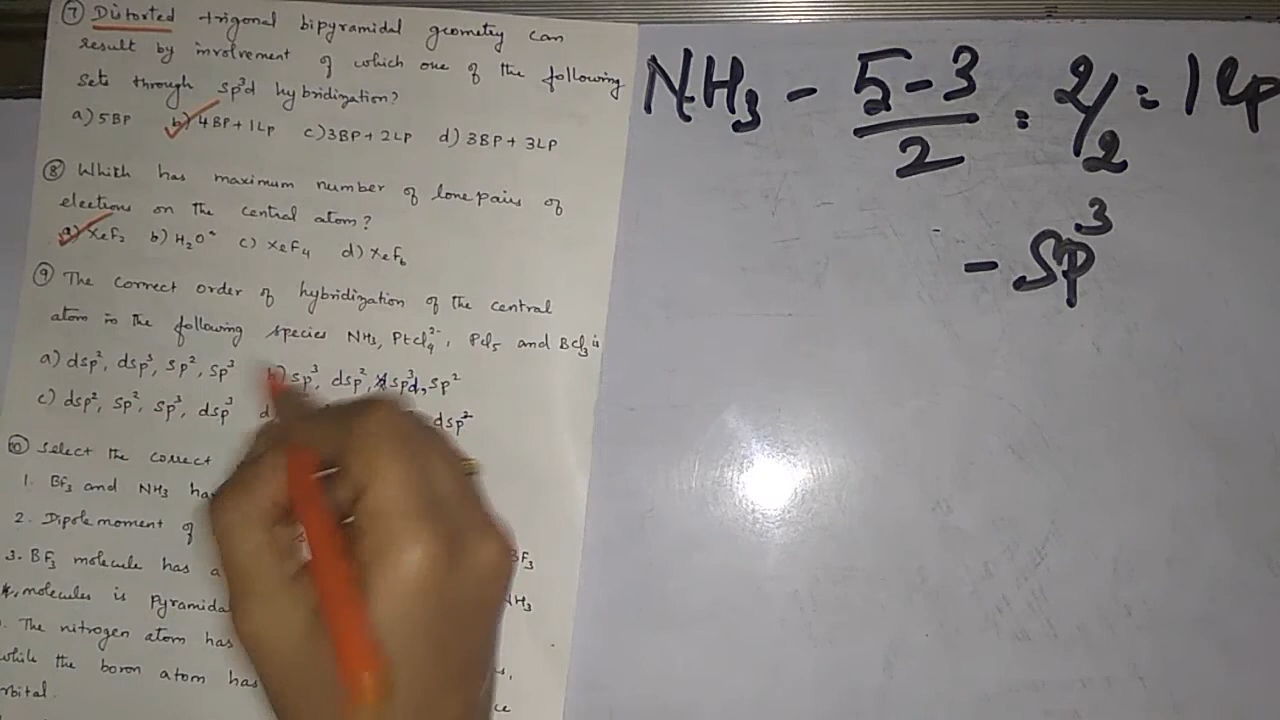 ⑦ Distorted trigonal bipyramidal geometry can
result by involvement of which one of the following
sets through sp³d hybridization?
a) 5BP b) 4BP+1LP c) 3BP+2LP d) 3BP+3LP
⑧ Which has maximum number of lone pairs of
electrons on the central atom?
a) XeF₂ b) H₂O c) XeF₄ d) XeF₆
⑨ The correct order of hybridization of the central
atom in the following species NH₃, PtCl₄²⁻, PCl₅ and BCl₃ is
a) dsp², dsp³, sp², sp³ b) sp³, dsp², sp³d, sp²
c) dsp², sp², sp³, dsp³ d) dsp²
⑩ Select the correct
1. BF₃ and NH₃
2. Dipole moment of
3. BF₃ molecule has a BF₃
molecules is Pyramidal NH₃
The nitrogen atom has
while the boron atom has
NH₃ - 5-3/2 = 2/2 = 1 lp
- sp³